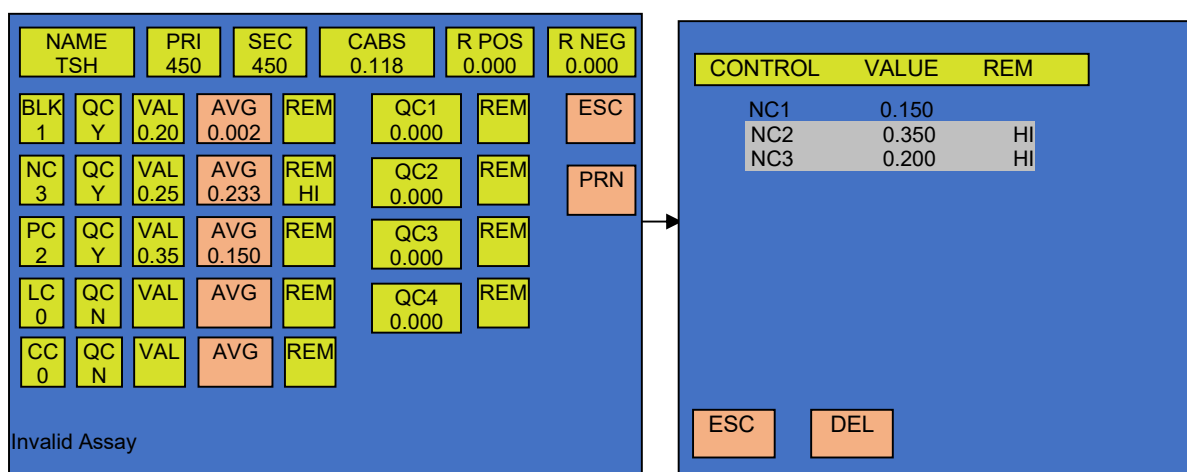 NAME PRI SEC CABS R POS R NEG
TSH 450 450 0.118 0.000 0.000
BLK QC VAL AVG REM QC1 REM ESC
1 Y 0.20 0.002 0.000
NC QC VAL AVG REM QC2 REM PRN
3 Y 0.25 0.233 HI 0.000
PC QC VAL AVG REM QC3 REM
2 Y 0.35 0.150 0.000
LC QC VAL AVG REM QC4 REM
0 N 0.000
CC QC VAL AVG REM
0 N
Invalid Assay
CONTROL VALUE REM
NC1 0.150
NC2 0.350 HI
NC3 0.200 HI
ESC DEL